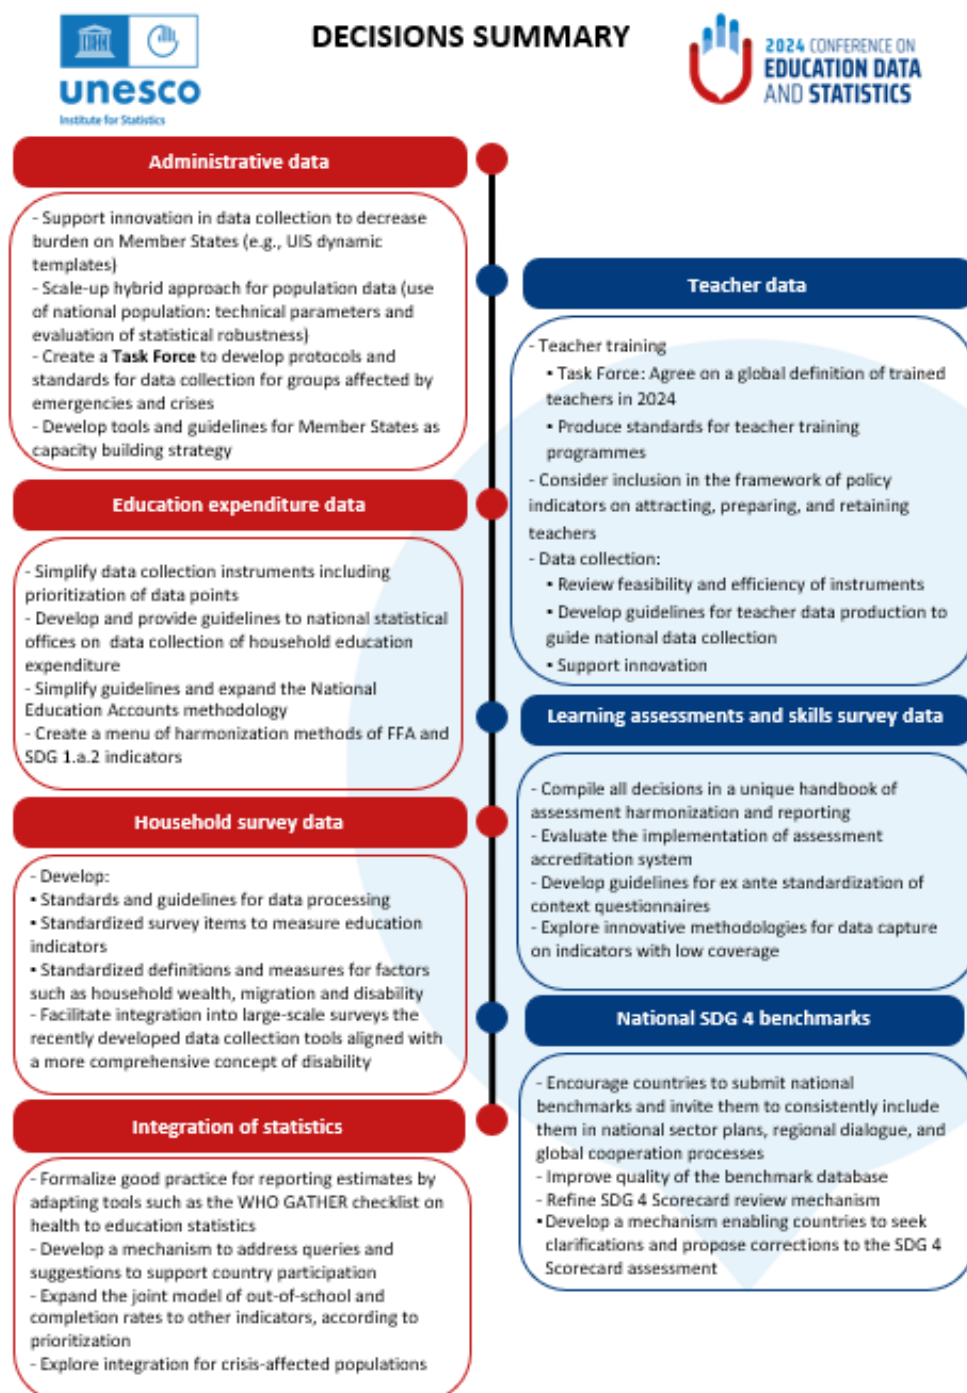 unesco
Institute for Statistics
DECISIONS SUMMARY
2024 CONFERENCE ON
EDUCATION DATA
AND STATISTICS
Administrative data
- Support innovation in data collection to decrease
burden on Member States (e.g., UIS dynamic
templates)
- Scale-up hybrid approach for population data (use
of national population: technical parameters and
evaluation of statistical robustness)
- Create a Task Force to develop protocols and
standards for data collection for groups affected by
emergencies and crises
- Develop tools and guidelines for Member States as
capacity building strategy
Teacher data
- Teacher training
▪ Task Force: Agree on a global definition of trained
teachers in 2024
▪ Produce standards for teacher training
programmes
- Consider inclusion in the framework of policy
indicators on attracting, preparing, and retaining
teachers
- Data collection:
▪ Review feasibility and efficiency of instruments
▪ Develop guidelines for teacher data production to
guide national data collection
▪ Support innovation
Education expenditure data
- Simplify data collection instruments including
prioritization of data points
- Develop and provide guidelines to national statistical
offices on data collection of household education
expenditure
- Simplify guidelines and expand the National
Education Accounts methodology
- Create a menu of harmonization methods of FFA and
SDG 1.a.2 indicators
Learning assessments and skills survey data
- Compile all decisions in a unique handbook of
assessment harmonization and reporting
- Evaluate the implementation of assessment
accreditation system
- Develop guidelines for ex ante standardization of
context questionnaires
- Explore innovative methodologies for data capture
on indicators with low coverage
Household survey data
- Develop:
▪ Standards and guidelines for data processing
▪ Standardized survey items to measure education
indicators
▪ Standardized definitions and measures for factors
such as household wealth, migration and disability
- Facilitate integration into large-scale surveys the
recently developed data collection tools aligned with
a more comprehensive concept of disability
National SDG 4 benchmarks
- Encourage countries to submit national
benchmarks and invite them to consistently include
them in national sector plans, regional dialogue, and
global cooperation processes
- Improve quality of the benchmark database
- Refine SDG 4 Scorecard review mechanism
▪ Develop a mechanism enabling countries to seek
clarifications and propose corrections to the SDG 4
Scorecard assessment
Integration of statistics
- Formalize good practice for reporting estimates by
adapting tools such as the WHO GATHER checklist on
health to education statistics
- Develop a mechanism to address queries and
suggestions to support country participation
- Expand the joint model of out-of-school and
completion rates to other indicators, according to
prioritization
- Explore integration for crisis-affected populations